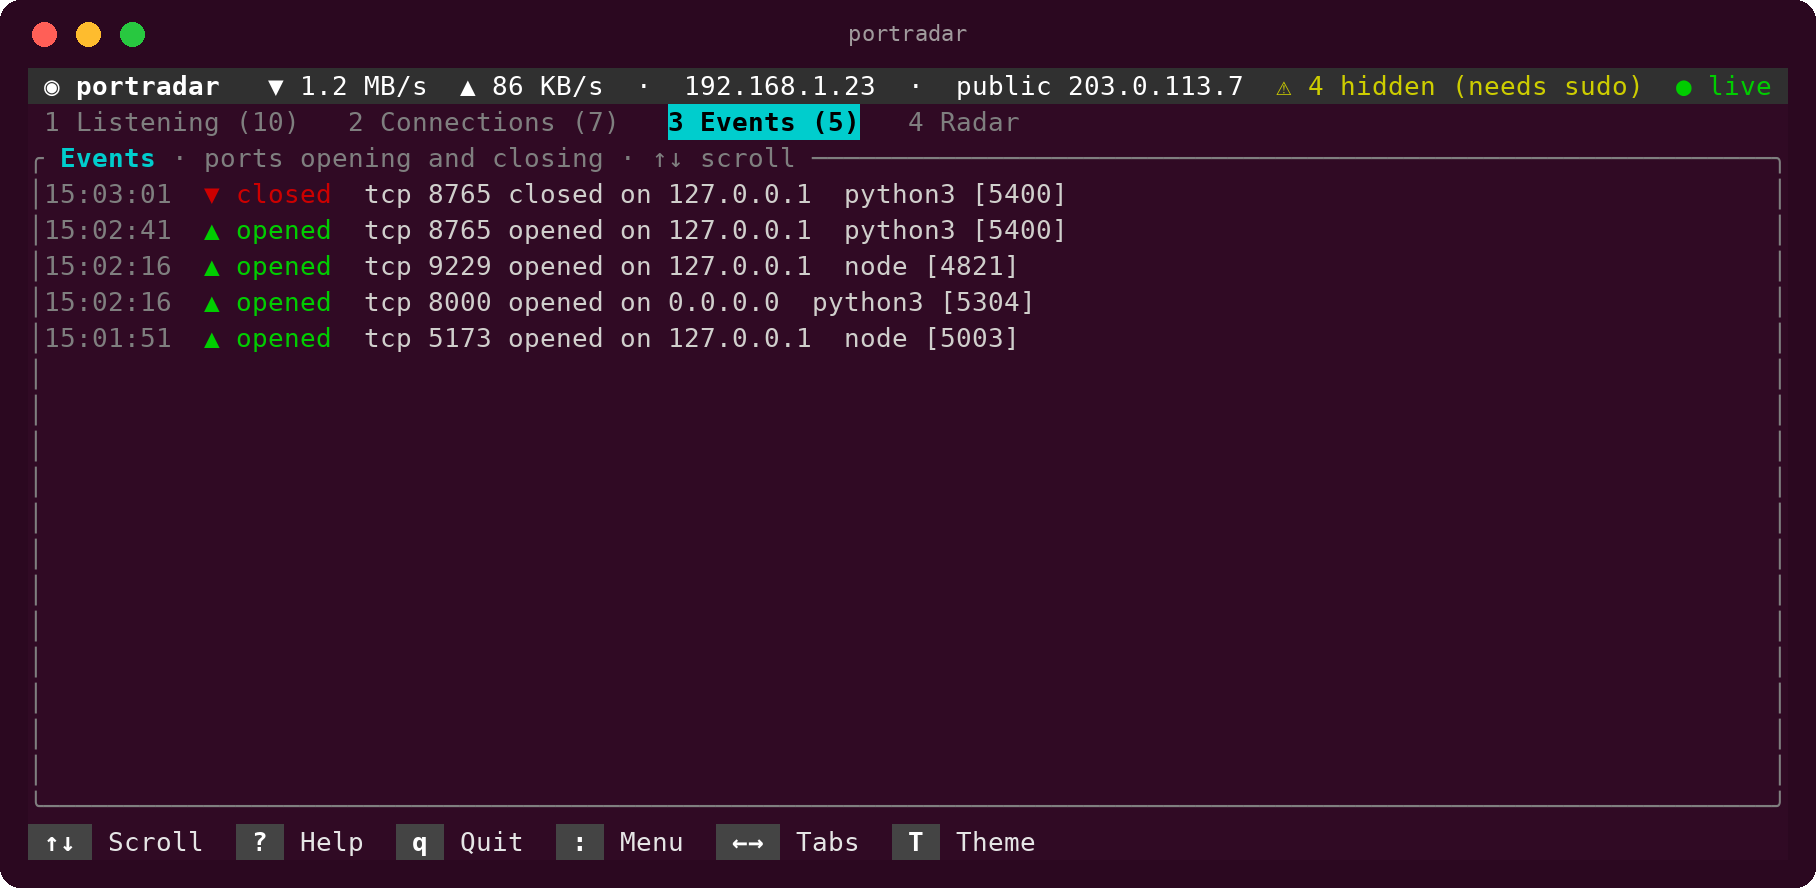 portradar
◉ portradar ▼ 1.2 MB/s ▲ 86 KB/s · 192.168.1.23 · public 203.0.113.7 ⚠ 4 hidden (needs sudo) ● live
1 Listening (10) 2 Connections (7) 3 Events (5) 4 Radar
Events · ports opening and closing · ↑↓ scroll
15:03:01 ▼ closed tcp 8765 closed on 127.0.0.1 python3 [5400]
15:02:41 ▲ opened tcp 8765 opened on 127.0.0.1 python3 [5400]
15:02:16 ▲ opened tcp 9229 opened on 127.0.0.1 node [4821]
15:02:16 ▲ opened tcp 8000 opened on 0.0.0.0 python3 [5304]
15:01:51 ▲ opened tcp 5173 opened on 127.0.0.1 node [5003]
↑↓ Scroll ? Help q Quit : Menu ←→ Tabs T Theme